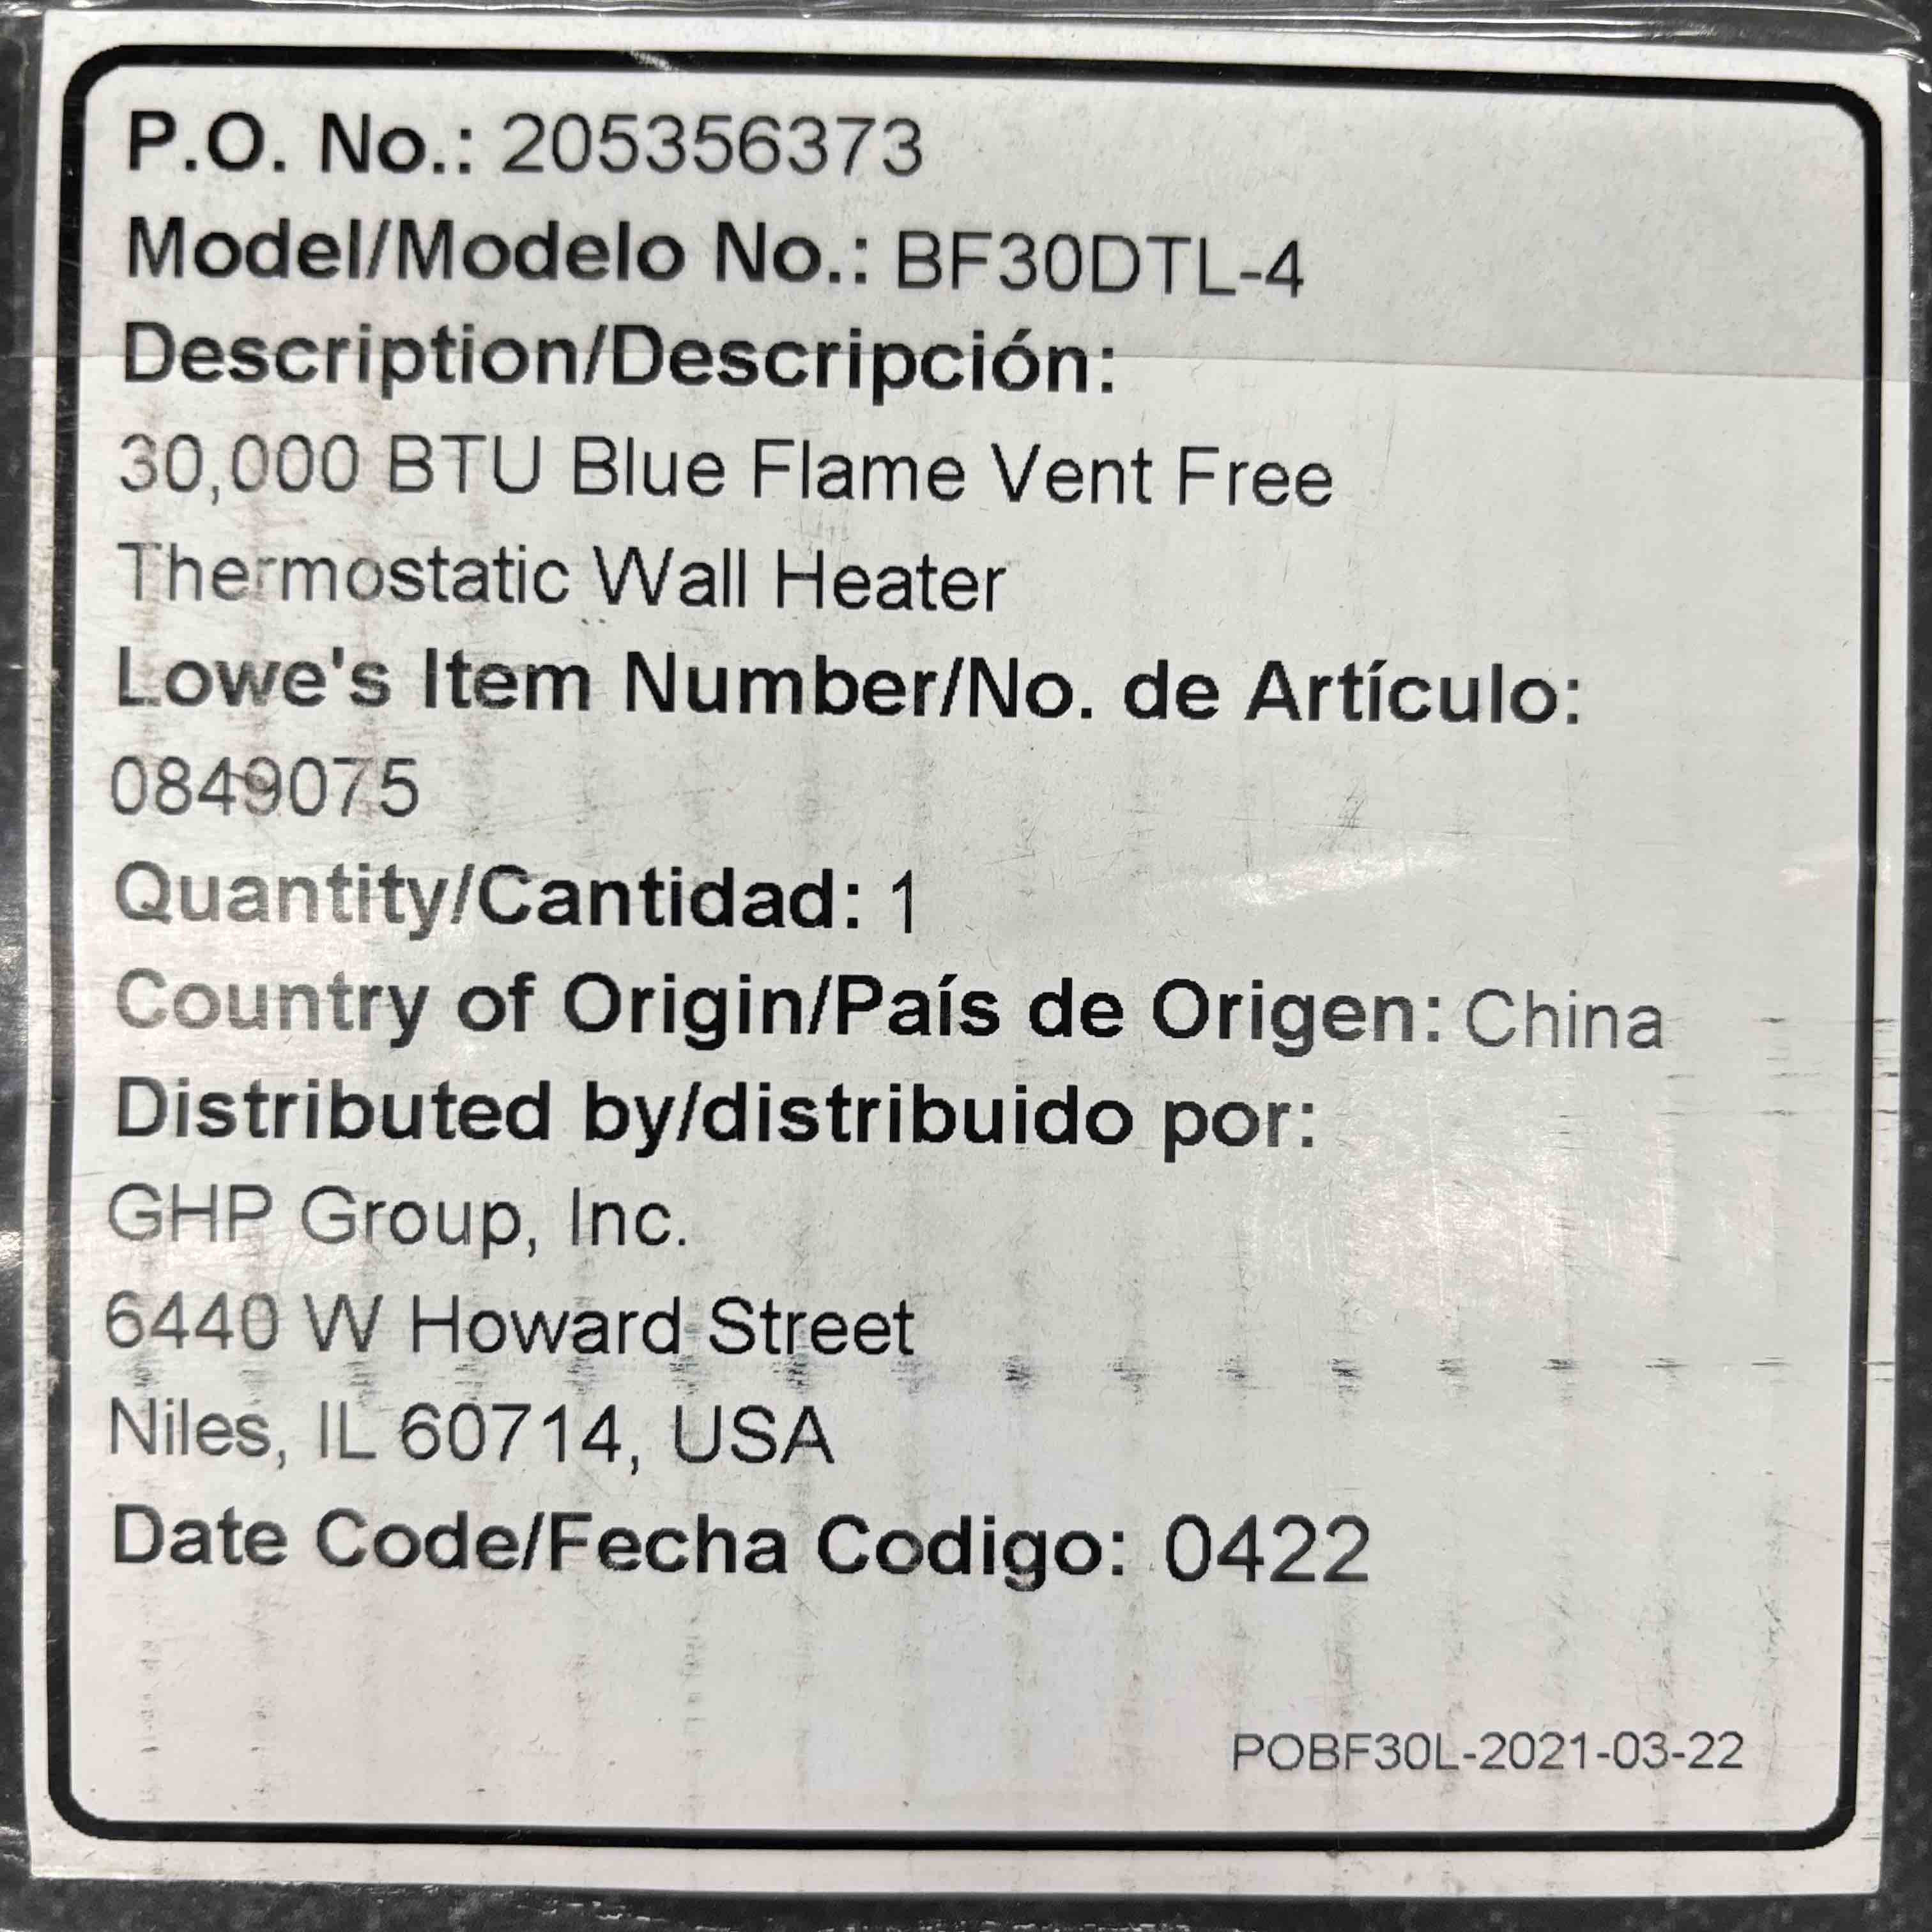 P.O. No.: 205356373
Model/Modelo No.: BF30DTL-4
Description/Descripción:
30,000 BTU Blue Flame Vent Free
Thermostatic Wall Heater
Lowe's Item Number/No. de Artículo:
0849075
Quantity/Cantidad: 1
Country of Origin/País de Origen: China
Distributed by/distribuido por:
GHP Group, Inc.
6440 W Howard Street
Niles, IL 60714, USA
Date Code/Fecha Codigo: 0422
POBF30L-2021-03-22